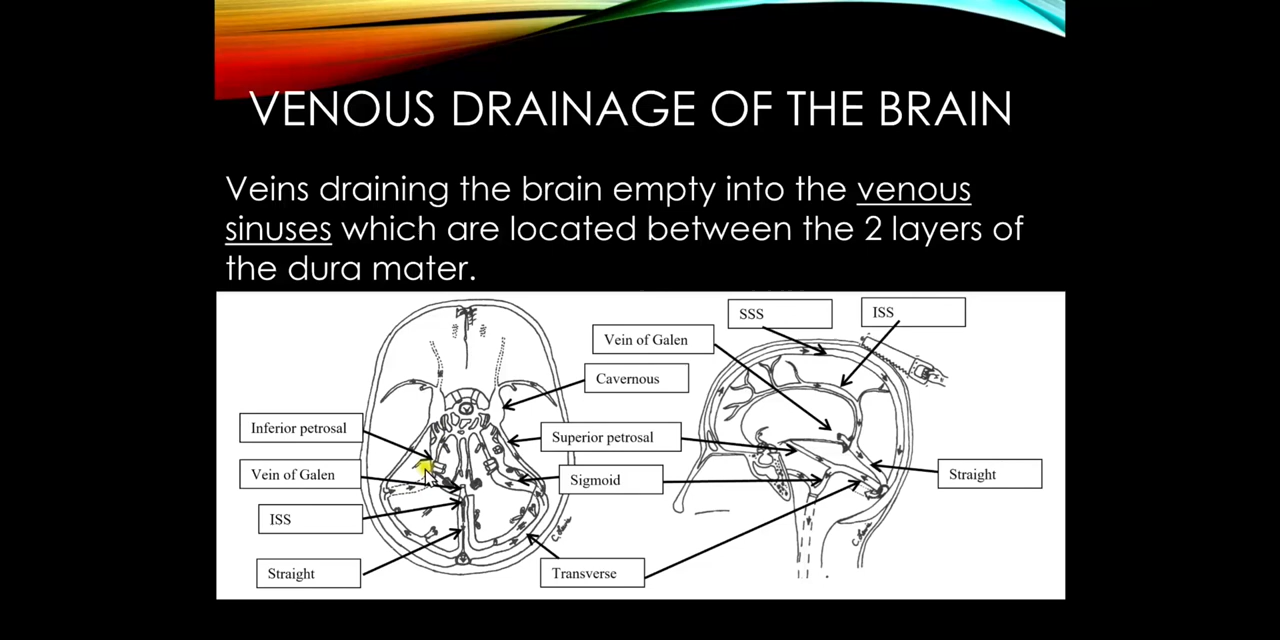 VENOUS DRAINAGE OF THE BRAIN
Veins draining the brain empty into the venous
sinuses which are located between the 2 layers of
the dura mater.
SSS
ISS
Vein of Galen
Cavernous
Inferior petrosal
Superior petrosal
Vein of Galen
Sigmoid
Straight
ISS
Straight
Transverse